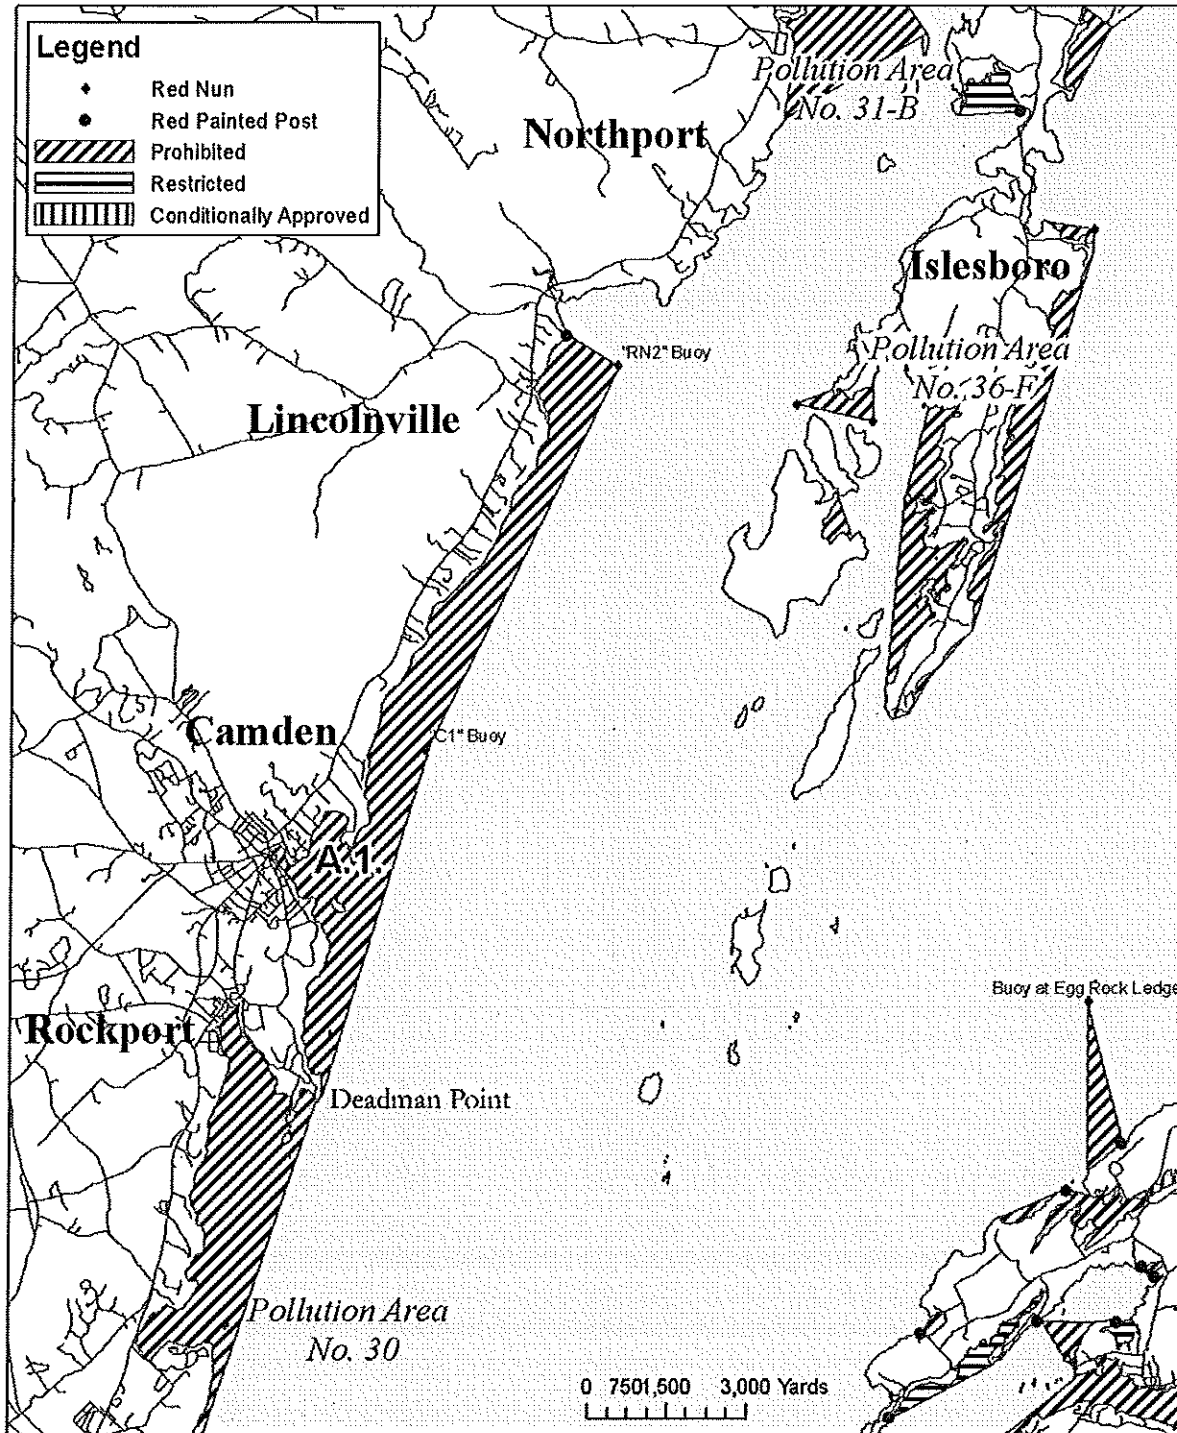 Legend
Red Nun
Red Painted Post
Prohibited
Restricted
Conditionally Approved
Pollution Area
No. 31-B
Northport
Islesboro
"RN2" Buoy
Pollution Area
No. 36-F
Lincolnville
Camden
"C1" Buoy
A.1.
Buoy at Egg Rock Ledge
Rockport
Deadman Point
Pollution Area
No. 30
0 7501,500 3,000 Yards